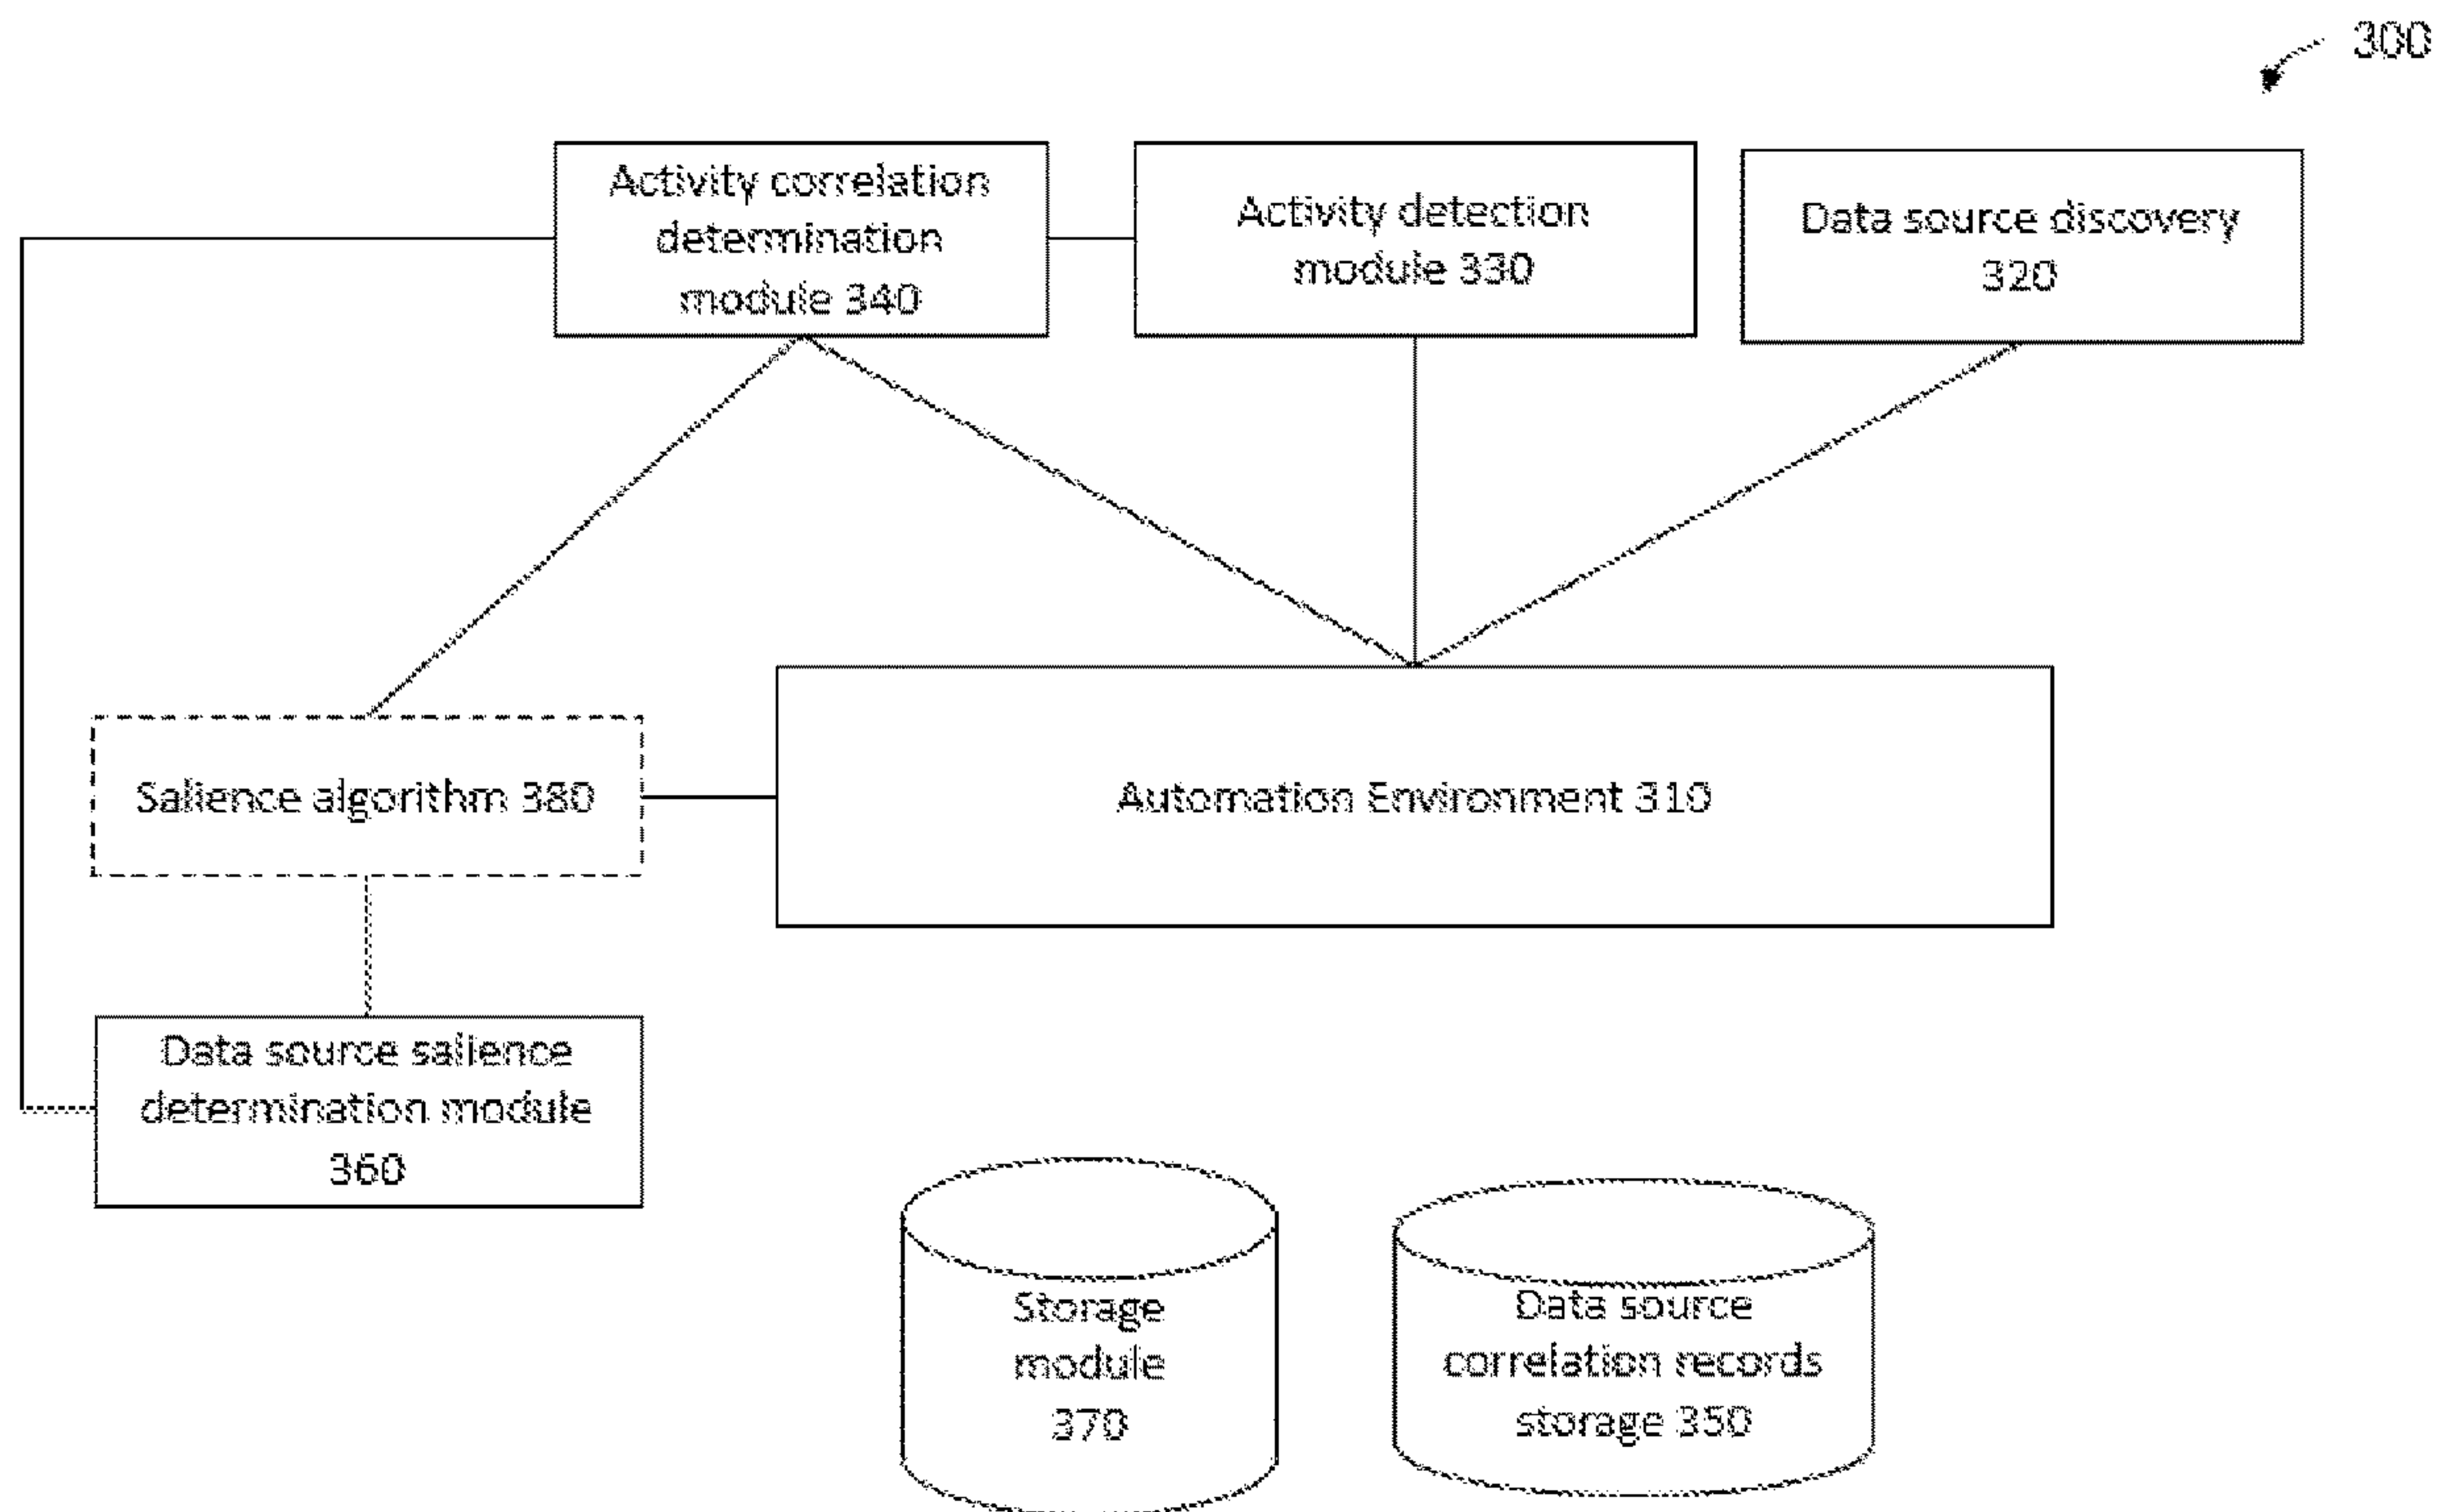 300
Activity correlation
determination
module 340
Activity detection
module 330
Data source discovery
320
Salience algorithm 380
Automation Environment 310
Data source salience
determination module
360
Storage
module
370
Data source
correlation records
storage 350